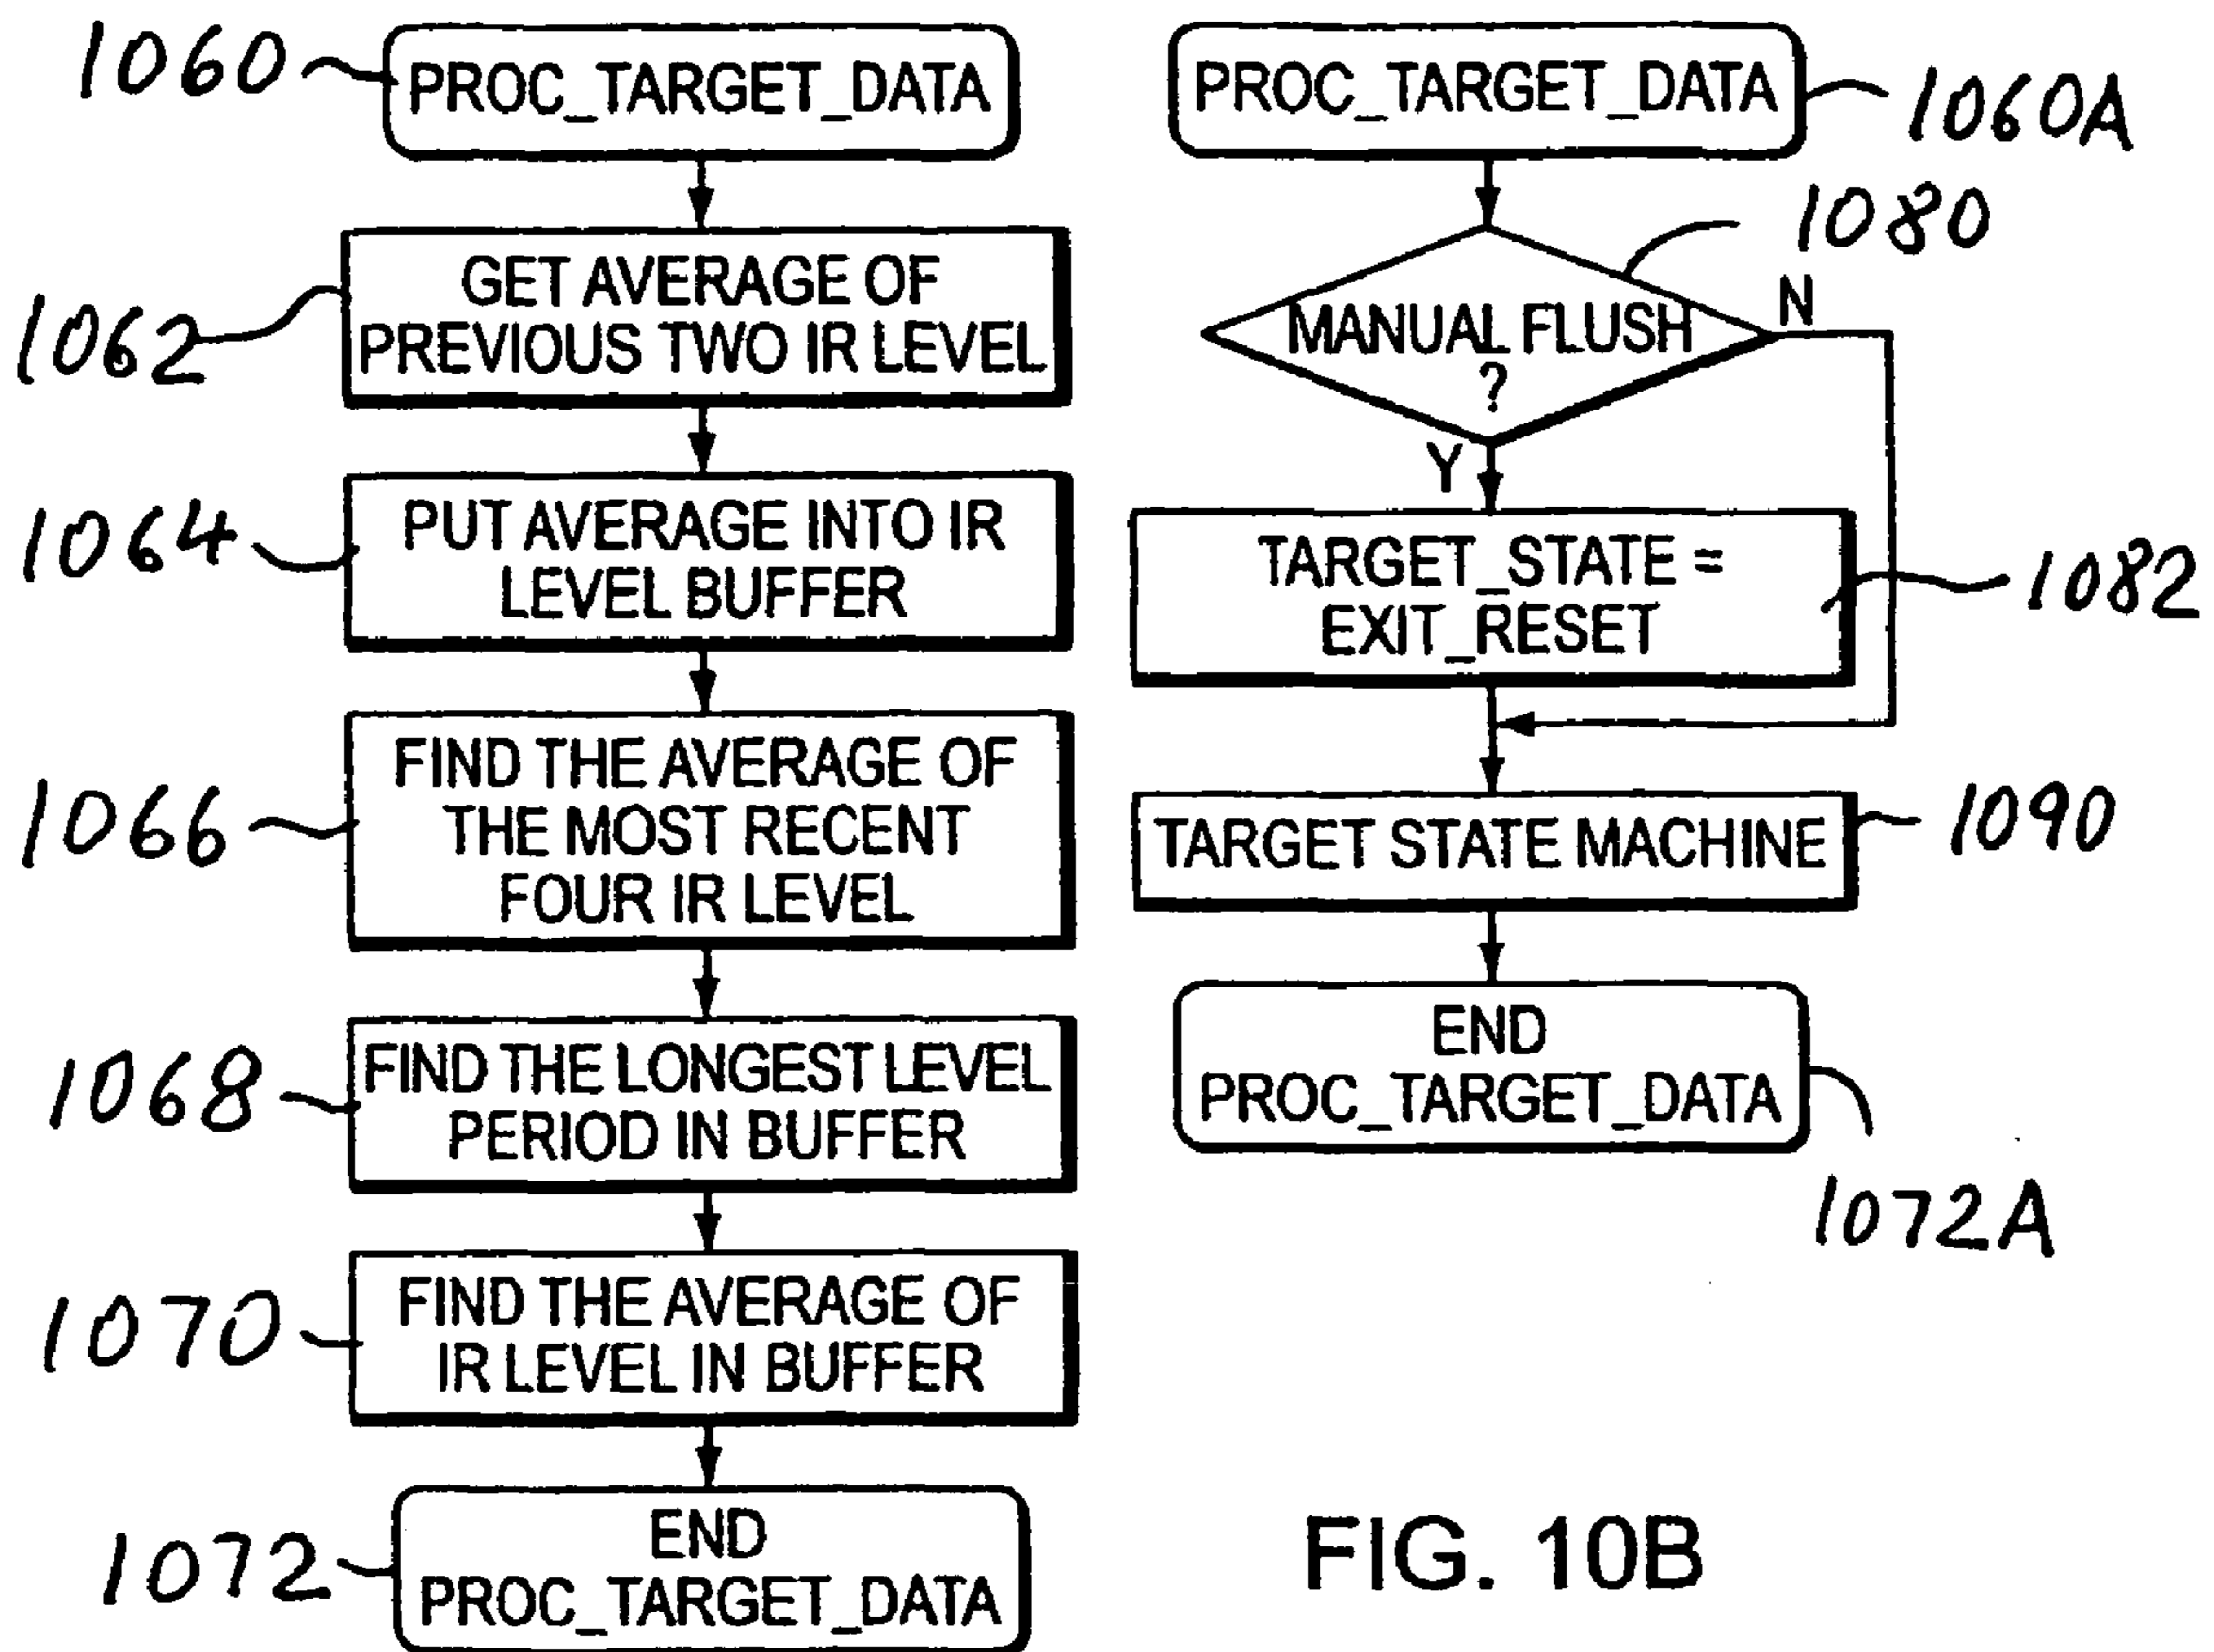 1060
PROC_TARGET_DATA
1062
GET AVERAGE OF
PREVIOUS TWO IR LEVEL
1064
PUT AVERAGE INTO IR
LEVEL BUFFER
1066
FIND THE AVERAGE OF
THE MOST RECENT
FOUR IR LEVEL
1068
FIND THE LONGEST LEVEL
PERIOD IN BUFFER
1070
FIND THE AVERAGE OF
IR LEVEL IN BUFFER
1072
END
PROC_TARGET_DATA
PROC_TARGET_DATA
1060A
1080
MANUAL FLUSH
?
N
Y
TARGET_STATE =
EXIT_RESET
1082
TARGET STATE MACHINE
1090
END
PROC_TARGET_DATA
1072A
FIG. 10B